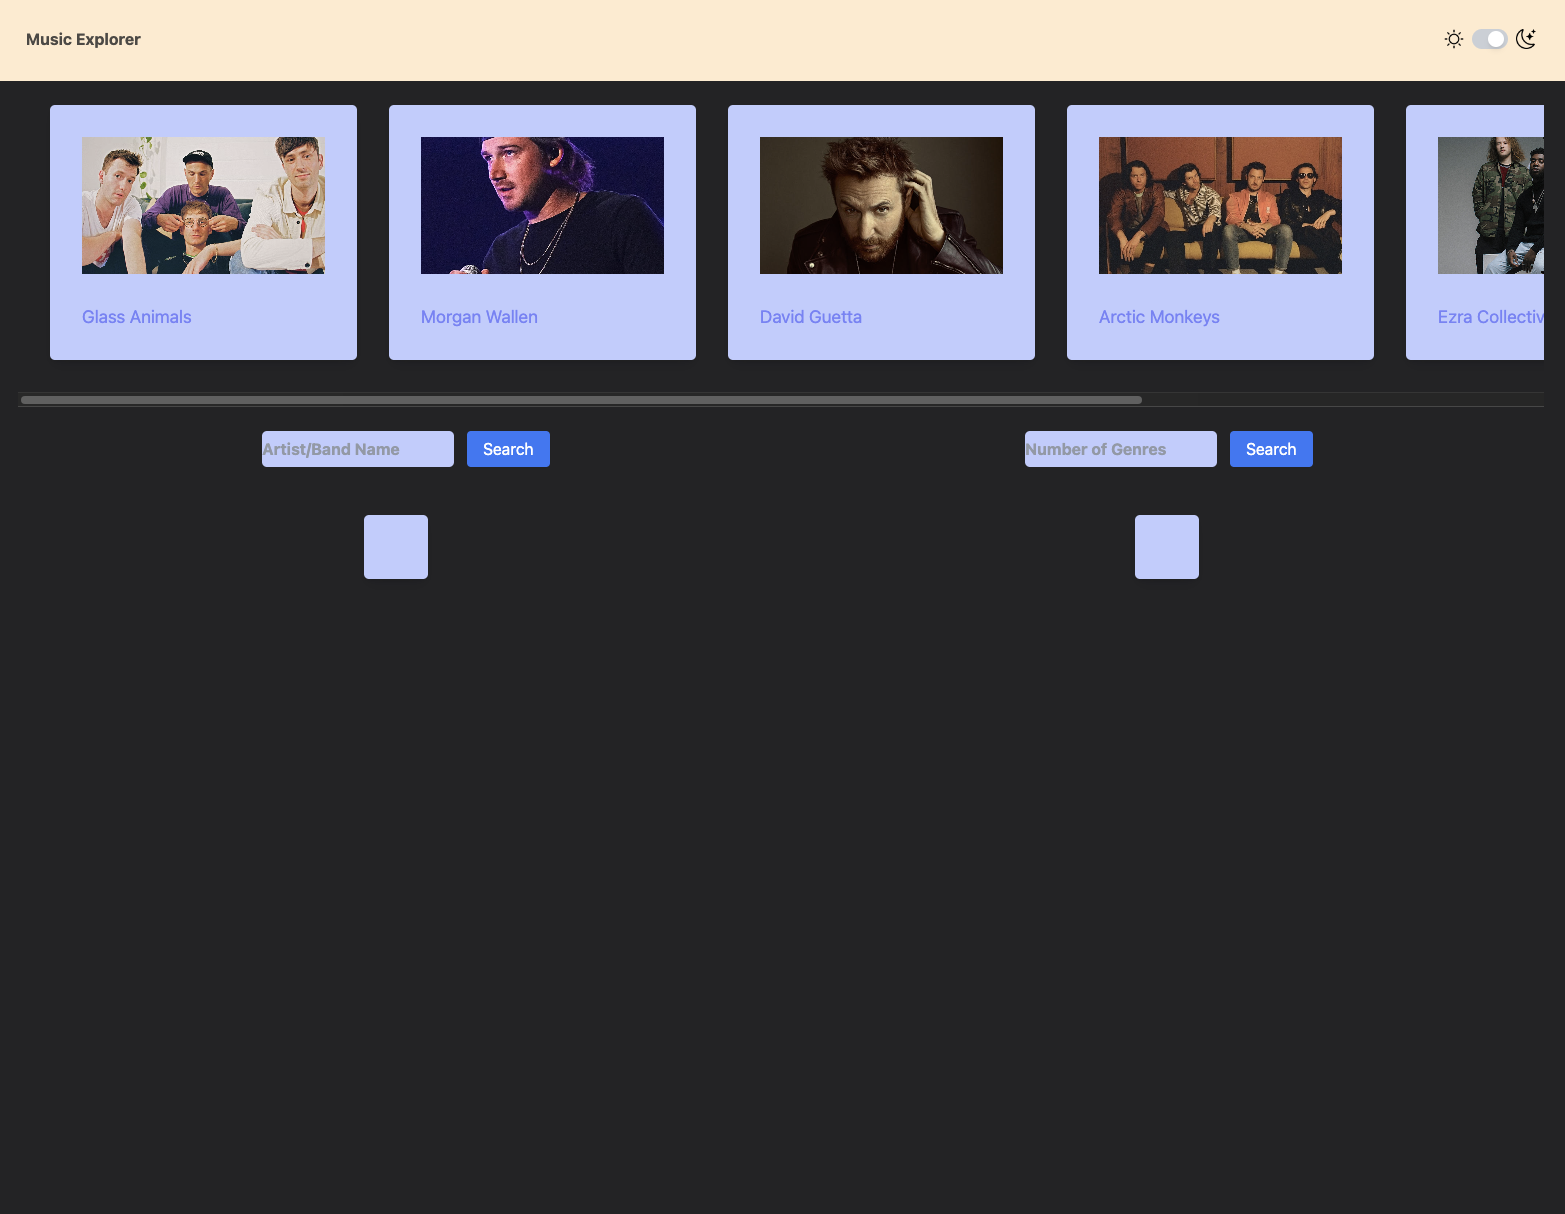 Music Explorer
Glass Animals
Morgan Wallen
David Guetta
Arctic Monkeys
Ezra Collectiv
Artist/Band Name
Search
Number of Genres
Search